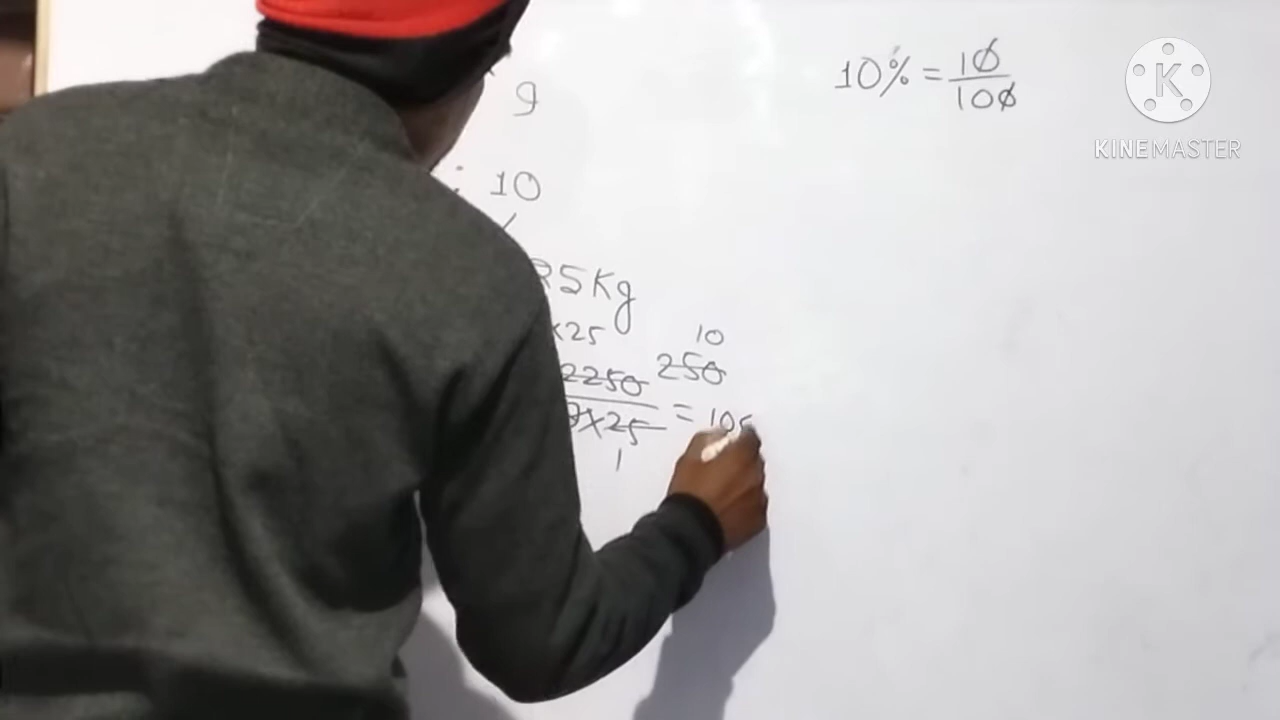 9
10% = 10/100
: 10
25Kg
×25 10
2250 250
9×25 = 10
1
K
KINEMASTER